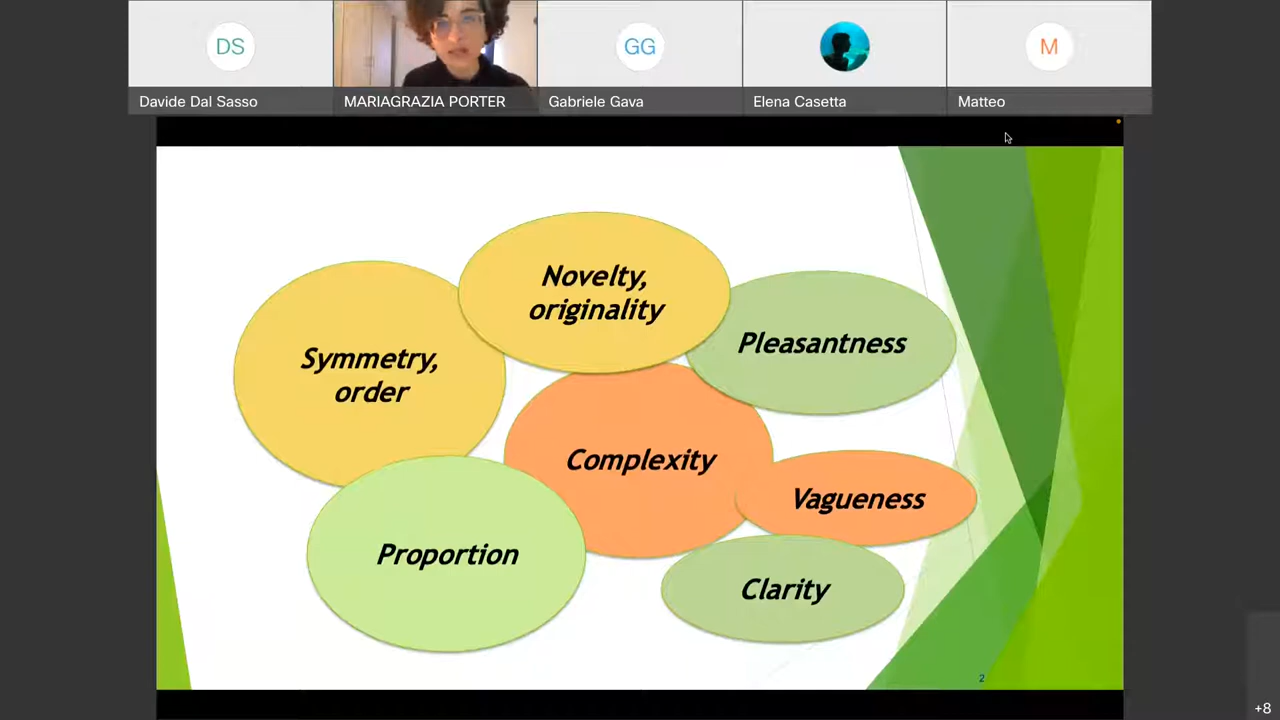 DS
GG
M
Davide Dal Sasso
MARIAGRAZIA PORTER
Gabriele Gava
Elena Casetta
Matteo
Novelty,
originality
Pleasantness
Symmetry,
order
Complexity
Vagueness
Proportion
Clarity
2
+8